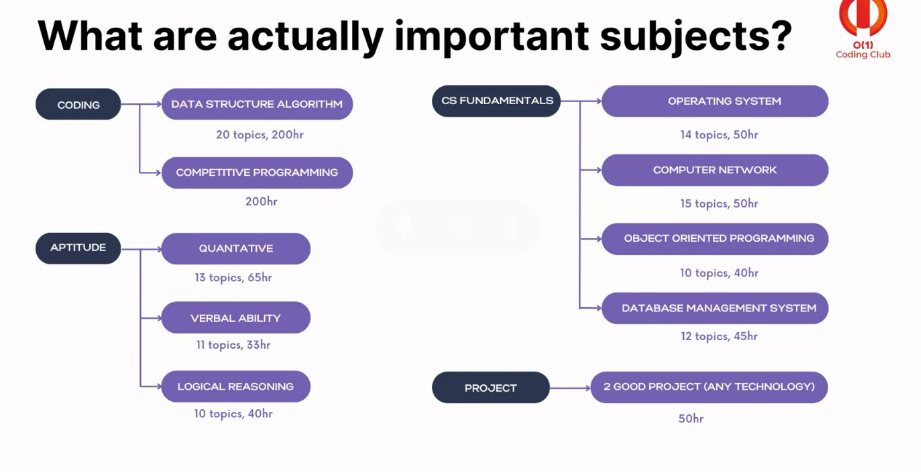 What are actually important subjects?
O(1)
Coding Club
CODING
DATA STRUCTURE ALGORITHM
20 topics, 200hr
COMPETITIVE PROGRAMMING
200hr
APTITUDE
QUANTATIVE
13 topics, 65hr
VERBAL ABILITY
11 topics, 33hr
LOGICAL REASONING
10 topics, 40hr
CS FUNDAMENTALS
OPERATING SYSTEM
14 topics, 50hr
COMPUTER NETWORK
15 topics, 50hr
OBJECT ORIENTED PROGRAMMING
10 topics, 40hr
DATABASE MANAGEMENT SYSTEM
12 topics, 45hr
PROJECT
2 GOOD PROJECT (ANY TECHNOLOGY)
50hr